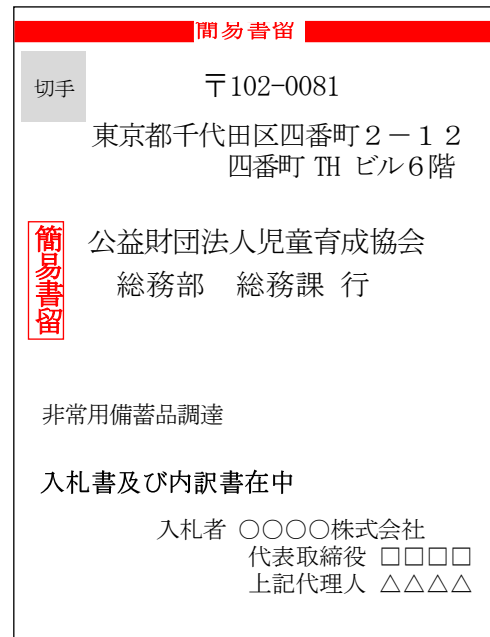 簡易書留
切手
〒102-0081
東京都千代田区四番町２－１２
四番町 TH ビル６階
簡易書留
公益財団法人児童育成協会
総務部　総務課 行
非常用備蓄品調達
入札書及び内訳書在中
入札者 ○○○○株式会社
代表取締役 □□□□
上記代理人 △△△△